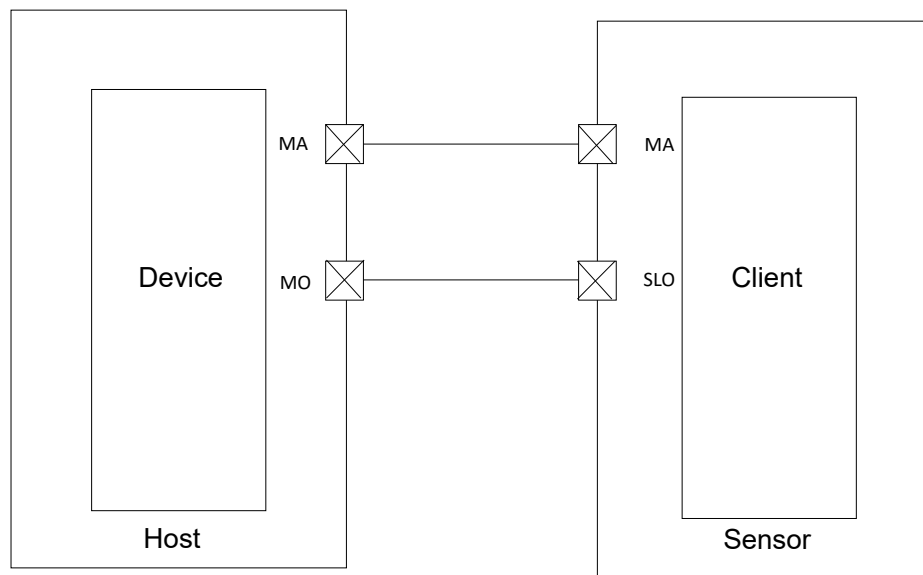 MA
MA
Device
MO
SLO
Client
Host
Sensor